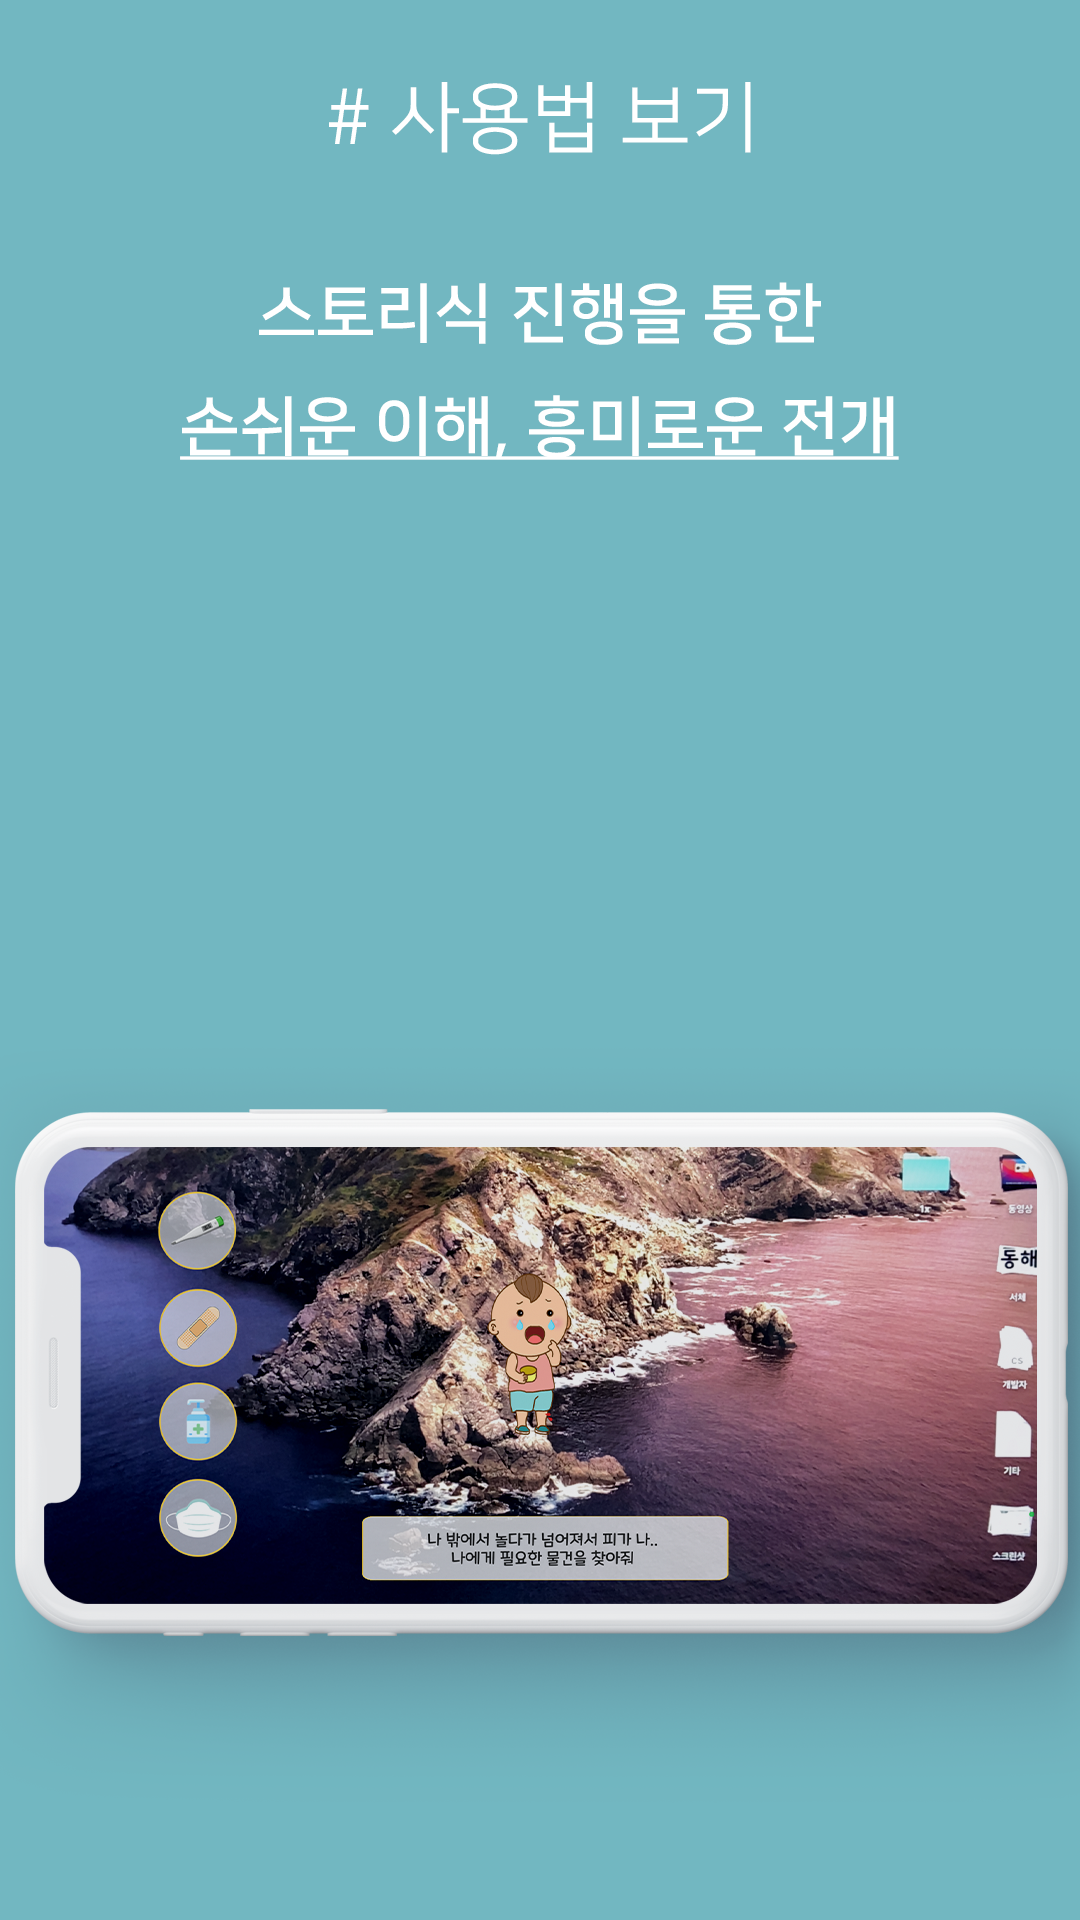 # 사용법 보기
스토리식 진행을 통한
손쉬운 이해, 흥미로운 전개
1x
동영상
동해
서체
CS
개발자
기타
스크린샷
나 밖에서 놀다가 넘어져서 피가 나..
나에게 필요한 물건을 찾아줘